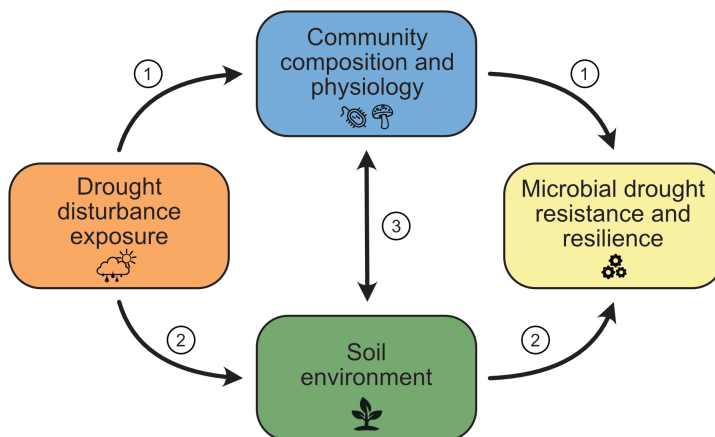 Community
composition and
physiology
1
1
Drought
disturbance
exposure
Microbial drought
resistance and
resilience
3
2
2
Soil
environment